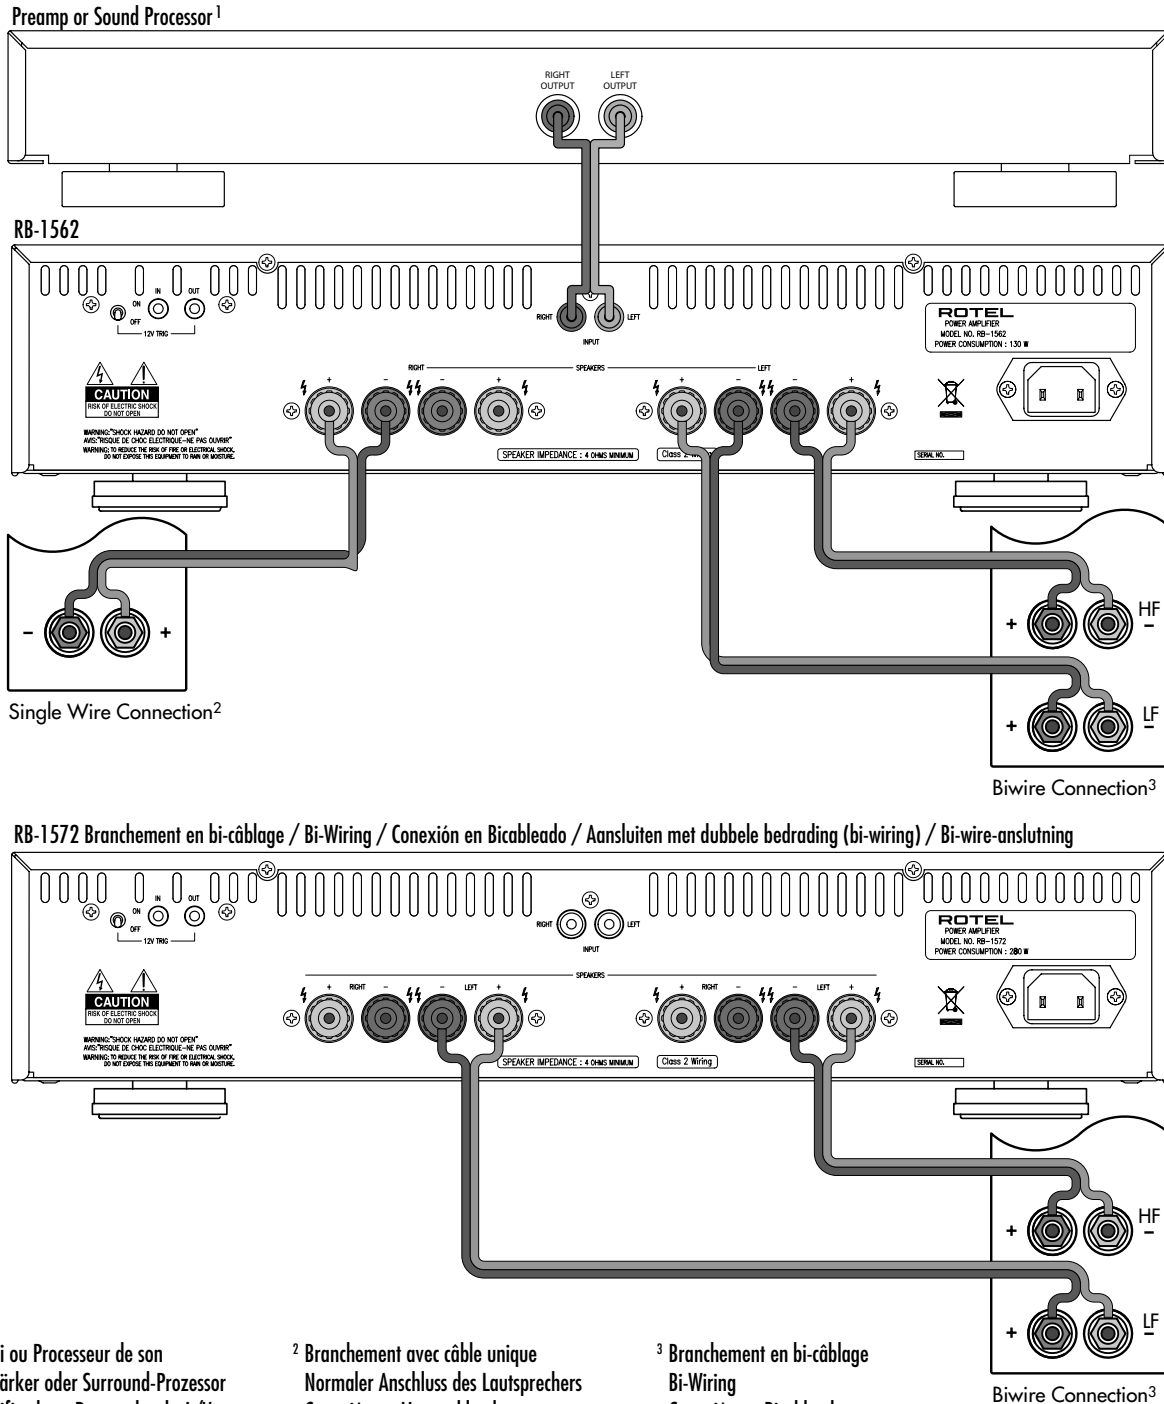 Preamp or Sound Processor1
RIGHT OUTPUT
LEFT OUTPUT
RB-1562
IN
OUT
ON
OFF
12V TRIG
RIGHT
LEFT
INPUT
ROTEL
POWER AMPLIFIER
MODEL NO. RB-1562
POWER CONSUMPTION : 130 W
RIGHT
SPEAKERS
LEFT
+
−
−
+
+
−
−
+
CAUTION
RISK OF ELECTRIC SHOCK
DO NOT OPEN
WARNING:"SHOCK HAZARD DO NOT OPEN"
AVIS:"RISQUE DE CHOC ELECTRIQUE–NE PAS OUVRIR"
WARNING: TO REDUCE THE RISK OF FIRE OR ELECTRICAL SHOCK,
DO NOT EXPOSE THIS EQUIPMENT TO RAIN OR MOISTURE.
SPEAKER IMPEDANCE : 4 OHMS MINIMUM
Class 2
SERIAL NO.
–
+
Single Wire Connection2
+
HF
–
+
LF
–
Biwire Connection3
RB-1572 Branchement en bi-câblage / Bi-Wiring / Conexión en Bicableado / Aansluiten met dubbele bedrading (bi-wiring) / Bi-wire-anslutning
IN
OUT
ON
OFF
12V TRIG
RIGHT
LEFT
INPUT
ROTEL
POWER AMPLIFIER
MODEL NO. RB-1572
POWER CONSUMPTION : 280 W
SPEAKERS
+
RIGHT
−
−
LEFT
+
+
RIGHT
−
−
LEFT
+
CAUTION
RISK OF ELECTRIC SHOCK
DO NOT OPEN
WARNING:"SHOCK HAZARD DO NOT OPEN"
AVIS:"RISQUE DE CHOC ELECTRIQUE–NE PAS OUVRIR"
WARNING: TO REDUCE THE RISK OF FIRE OR ELECTRICAL SHOCK,
DO NOT EXPOSE THIS EQUIPMENT TO RAIN OR MOISTURE.
SPEAKER IMPEDANCE : 4 OHMS MINIMUM
Class 2 Wiring
SERIAL NO.
+
HF
–
+
LF
–
Biwire Connection3
i ou Processeur de son
ärker oder Surround-Prozessor
2 Branchement avec câble unique
Normaler Anschluss des Lautsprechers
3 Branchement en bi-câblage
Bi-Wiring